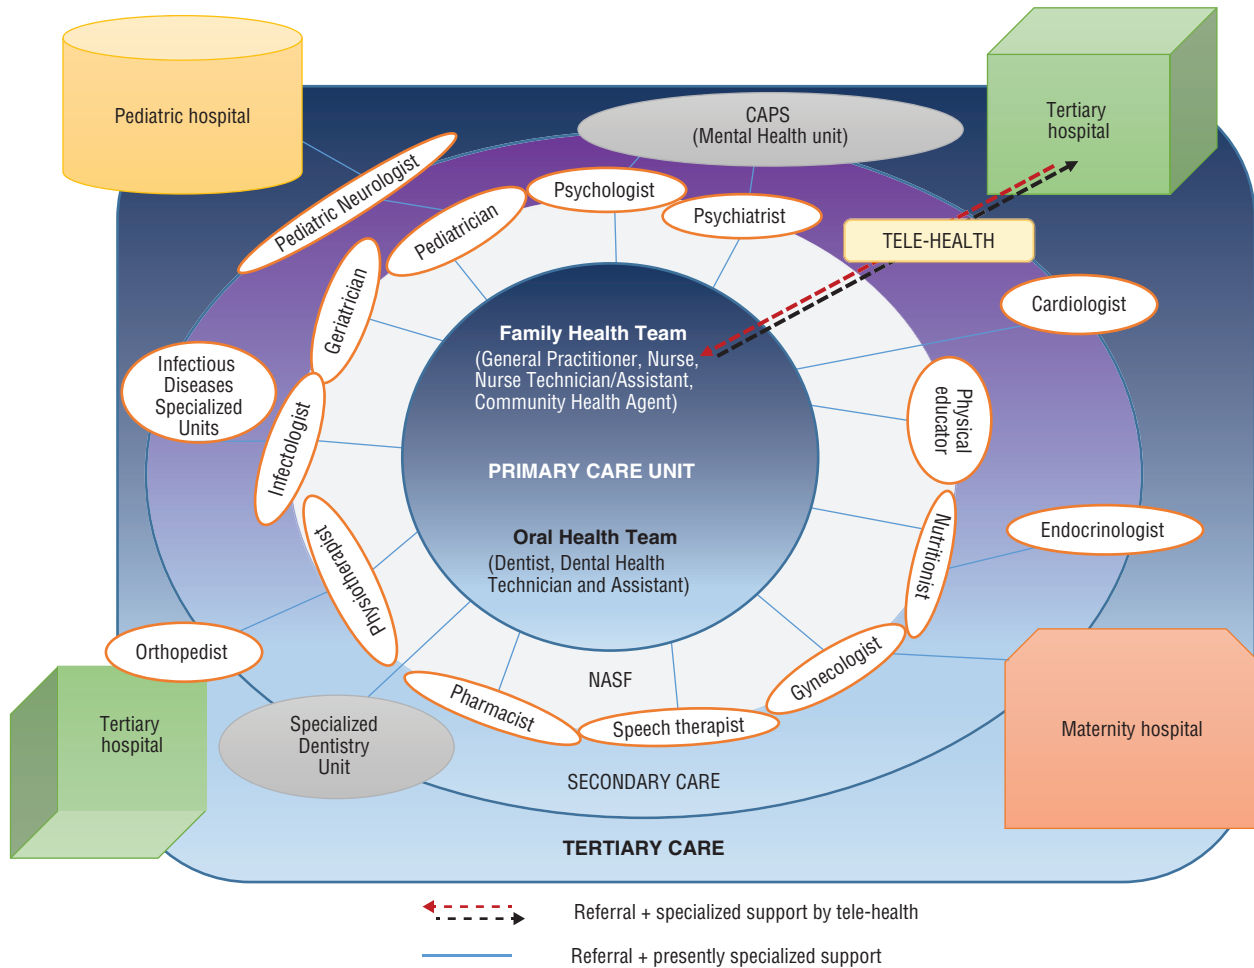 Pediatric hospital
CAPS
(Mental Health unit)
Tertiary
hospital
Pediatric Neurologist
Pediatrician
Psychologist
Psychiatrist
TELE-HEALTH
Geriatrician
Cardiologist
Family Health Team
(General Practitioner, Nurse,
Nurse Technician/Assistant,
Community Health Agent)
Infectious
Diseases
Specialized
Units
Physical
educator
Infectologist
PRIMARY CARE UNIT
Nutritionist
Endocrinologist
Oral Health Team
(Dentist, Dental Health
Technician and Assistant)
Physiotherapist
Orthopedist
NASF
Gynecologist
Pharmacist
Speech therapist
Tertiary
hospital
Specialized
Dentistry
Unit
Maternity hospital
SECONDARY CARE
TERTIARY CARE
Referral + specialized support by tele-health
Referral + presently specialized support